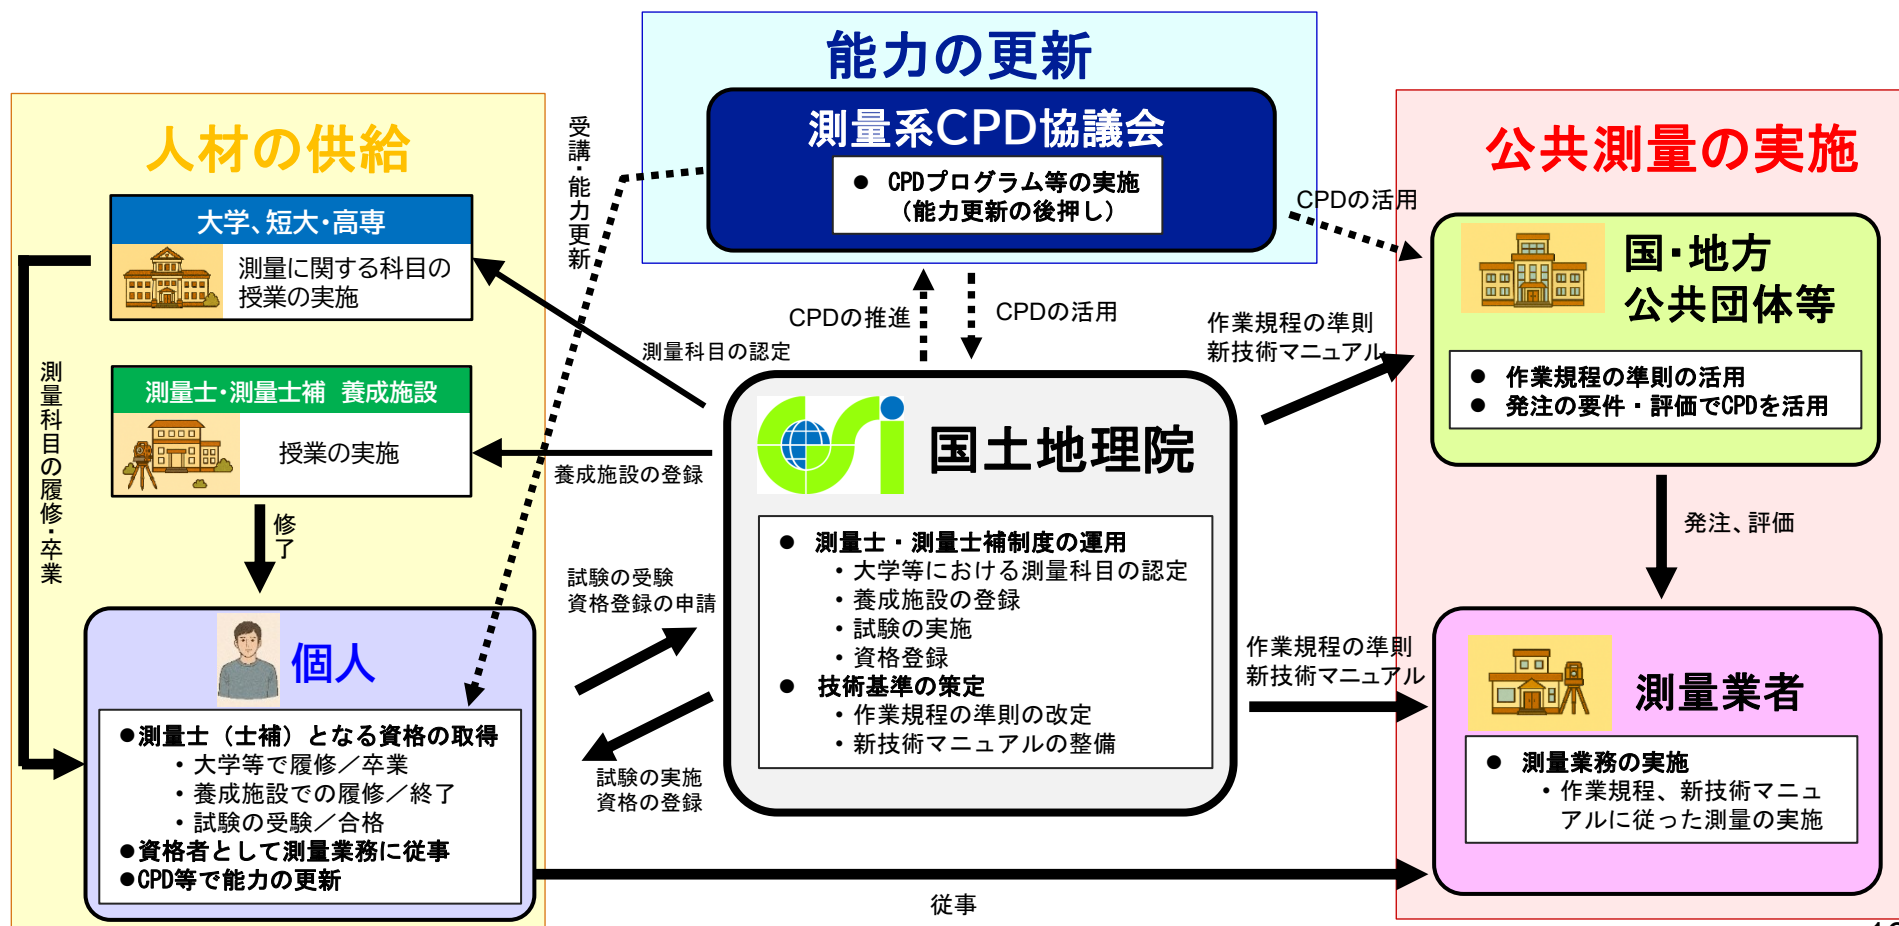 能力の更新
測量系CPD協議会
● CPDプログラム等の実施
（能力更新の後押し）
人材の供給
大学、短大・高専
測量に関する科目の
授業の実施
測量士・測量士補 養成施設
授業の実施
測量科目の履修・卒業
修了
個人
●測量士（士補）となる資格の取得
・大学等で履修／卒業
・養成施設での履修／終了
・試験の受験／合格
●資格者として測量業務に従事
●CPD等で能力の更新
受講・能力更新
測量科目の認定
養成施設の登録
試験の受験
資格登録の申請
試験の実施
資格の登録
CPDの推進
CPDの活用
国土地理院
● 測量士・測量士補制度の運用
・大学等における測量科目の認定
・養成施設の登録
・試験の実施
・資格登録
● 技術基準の策定
・作業規程の準則の改定
・新技術マニュアルの整備
従事
CPDの活用
作業規程の準則
新技術マニュアル
作業規程の準則
新技術マニュアル
公共測量の実施
国・地方
公共団体等
● 作業規程の準則の活用
● 発注の要件・評価でCPDを活用
発注、評価
測量業者
● 測量業務の実施
・作業規程、新技術マニュ
アルに従った測量の実施